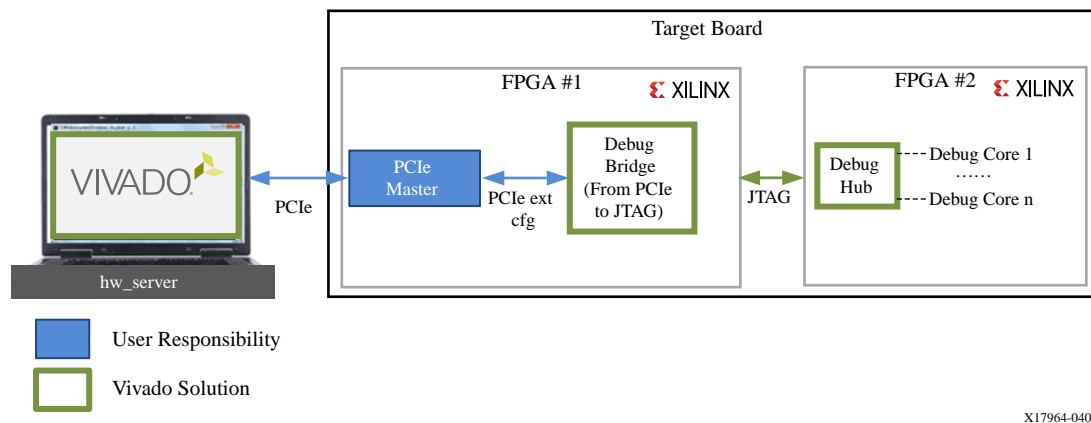 Target Board
FPGA #1
XILINX
FPGA #2
XILINX
VIVADO
PCIe
Master
Debug
Bridge
(From PCIe
to JTAG)
Debug
Hub
Debug Core 1
......
Debug Core n
PCIe
PCIe ext
cfg
JTAG
hw_server
User Responsibility
Vivado Solution
X17964-040